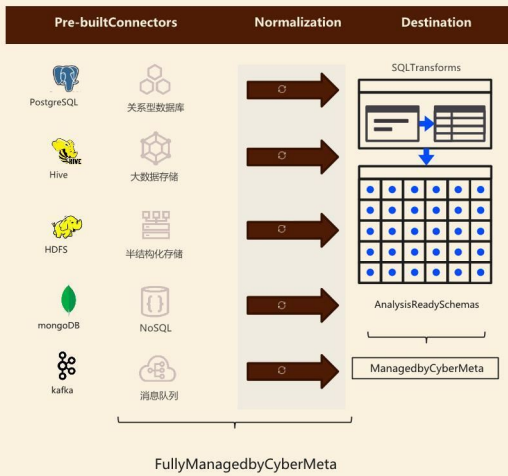 Pre-builtConnectors Normalization Destination
SQLTransforms
PostgreSQL 关系型数据库
HIVE
Hive 大数据存储
HDFS 半结构化存储
AnalysisReadySchemas
mongoDB NoSQL
ManagedbyCyberMeta
kafka 消息队列
FullyManagedbyCyberMeta